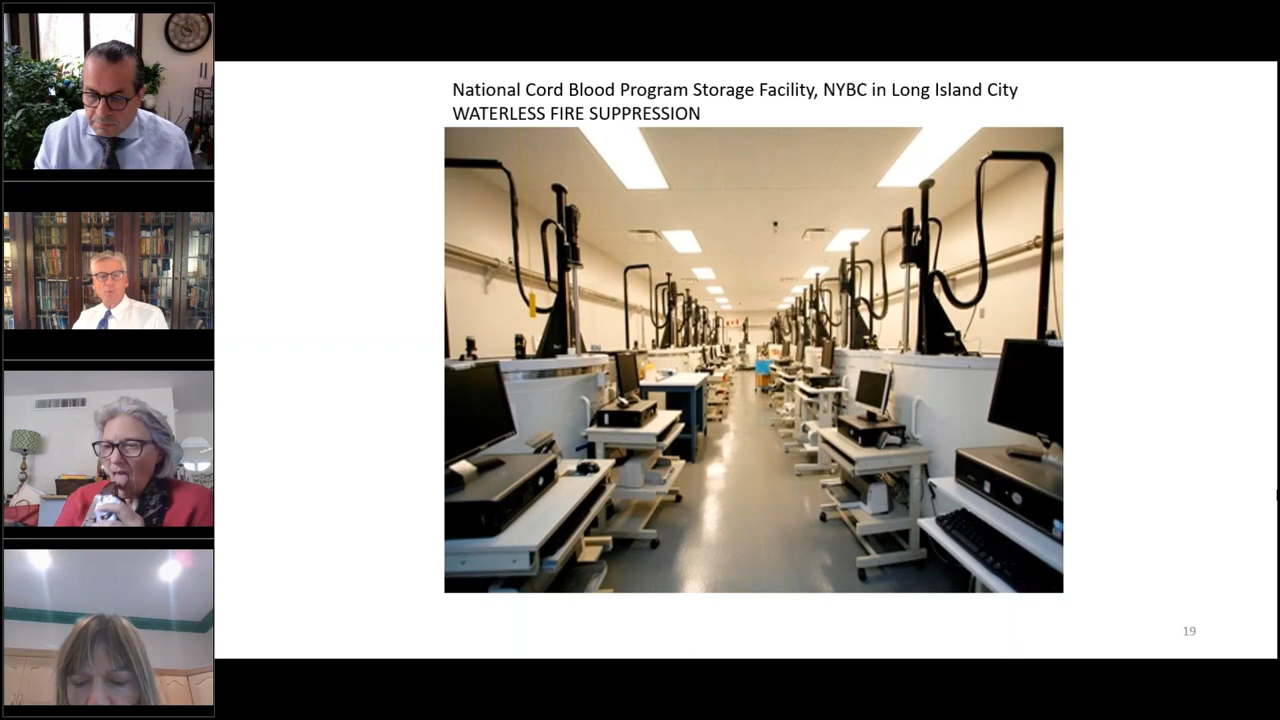 National Cord Blood Program Storage Facility, NYBC in Long Island City
WATERLESS FIRE SUPPRESSION
19